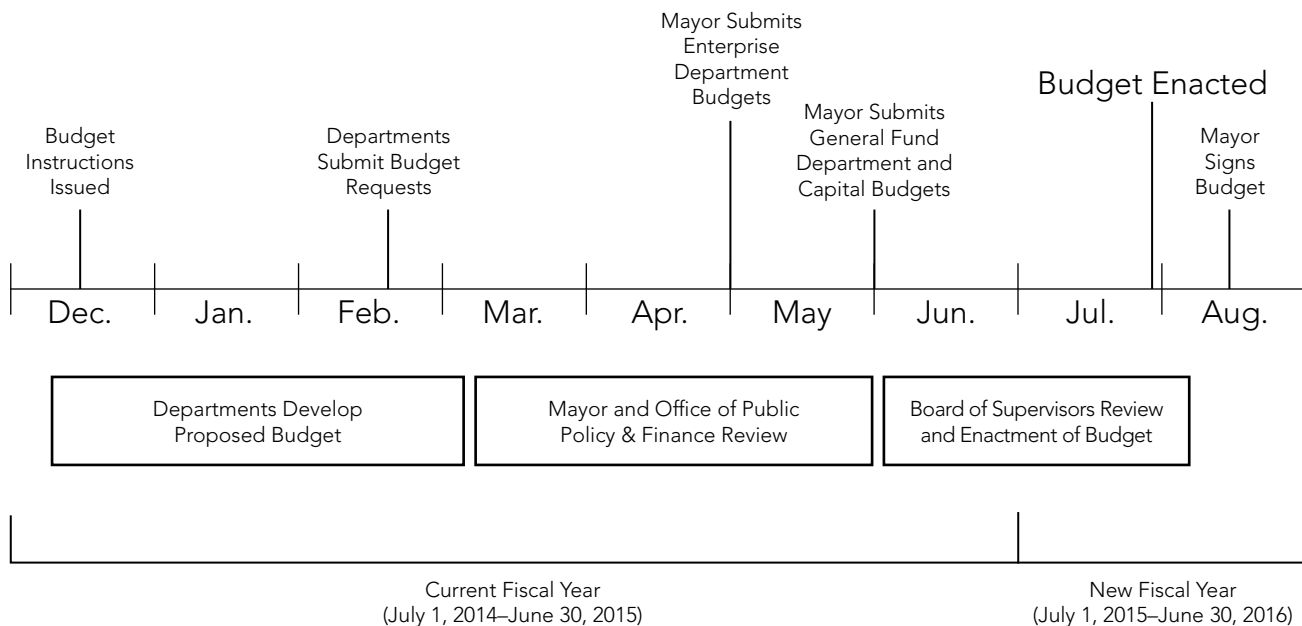 Mayor Submits
Enterprise
Department
Budgets
Budget Enacted
Mayor Submits
General Fund
Department and
Capital Budgets
Budget
Instructions
Issued
Departments
Submit Budget
Requests
Mayor
Signs
Budget
Dec.
Jan.
Feb.
Mar.
Apr.
May
Jun.
Jul.
Aug.
Departments Develop
Proposed Budget
Mayor and Office of Public
Policy & Finance Review
Board of Supervisors Review
and Enactment of Budget
Current Fiscal Year
(July 1, 2014–June 30, 2015)
New Fiscal Year
(July 1, 2015–June 30, 2016)